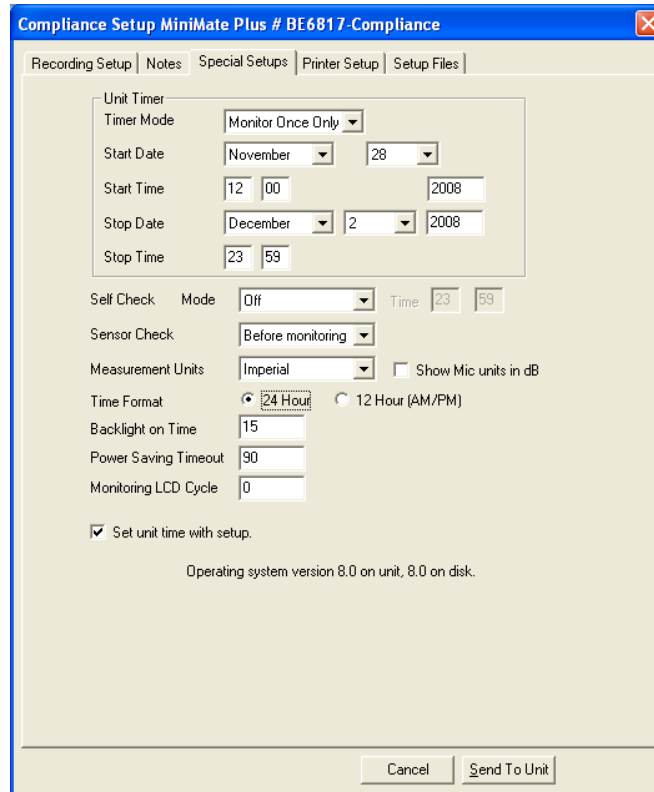 Compliance Setup MiniMate Plus # BE6817-Compliance
Recording Setup Notes Special Setups Printer Setup Setup Files
Unit Timer
Timer Mode Monitor Once Only
Start Date November 28
Start Time 12 00 2008
Stop Date December 2 2008
Stop Time 23 59
Self Check Mode Off Time 23 59
Sensor Check Before monitoring
Measurement Units Imperial Show Mic units in dB
Time Format 24 Hour 12 Hour (AM/PM)
Backlight on Time 15
Power Saving Timeout 90
Monitoring LCD Cycle 0
Set unit time with setup.
Operating system version 8.0 on unit, 8.0 on disk.
Cancel Send To Unit